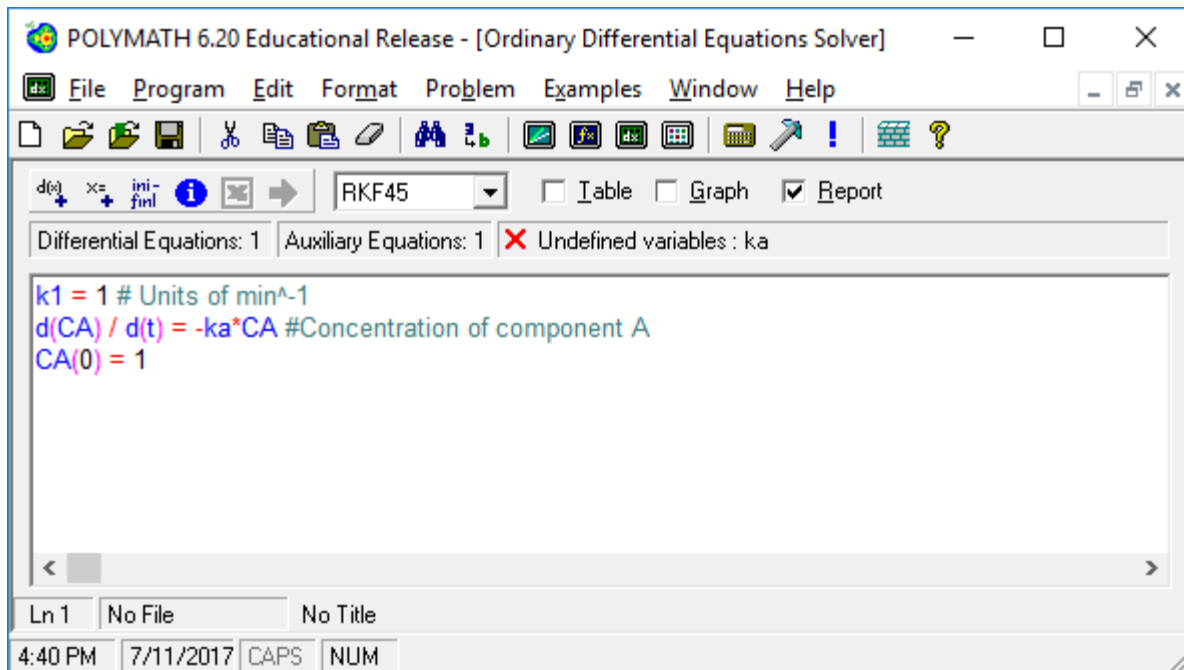 POLYMATH 6.20 Educational Release - [Ordinary Differential Equations Solver]
File Program Edit Format Problem Examples Window Help
d(x) x= ini- finl RKF45 Table Graph Report
Differential Equations: 1 Auxiliary Equations: 1 Undefined variables : ka
k1 = 1 # Units of min^-1
d(CA) / d(t) = -ka*CA #Concentration of component A
CA(0) = 1
Ln 1 No File No Title
4:40 PM 7/11/2017 CAPS NUM